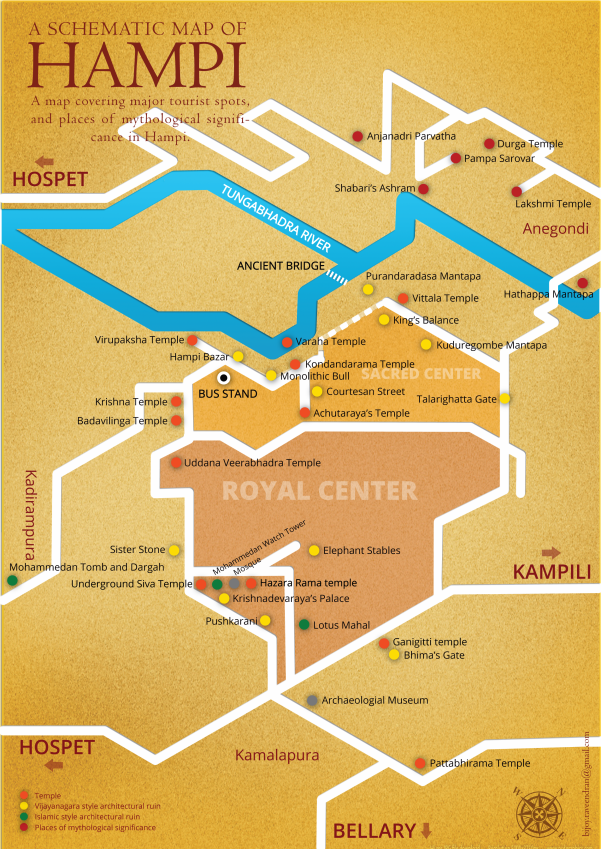 A SCHEMATIC MAP OF
HAMPI
A map covering major tourist spots,
and places of mythological signifi-
cance in Hampi.
HOSPET
TUNGABHADRA RIVER
ANCIENT BRIDGE
Anjanadri Parvatha
Durga Temple
Pampa Sarovar
Shabari's Ashram
Lakshmi Temple
Anegondi
Purandaradasa Mantapa
Hathappa Mantapa
Vittala Temple
King's Balance
Virupaksha Temple
Varaha Temple
Kuduregombe Mantapa
Hampi Bazar
Kondandarama Temple
SACRED CENTER
Monolithic Bull
BUS STAND
Courtesan Street
Talarighatta Gate
Krishna Temple
Achutaraya's Temple
Badavilinga Temple
Uddana Veerabhadra Temple
ROYAL CENTER
Kadirampura
Mohammedan Watch Tower
Mosque
Sister Stone
Elephant Stables
Mohammedan Tomb and Dargah
KAMPILI
Underground Siva Temple
Hazara Rama temple
Krishnadevaraya's Palace
Pushkarani
Lotus Mahal
Ganigitti temple
Bhima's Gate
Archaeologial Museum
HOSPET
Kamalapura
Pattabhirama Temple
Temple
Vijayanagara style architectural ruin
Islamic style architectural ruin
Places of mythological significance
BELLARY
N
E
S
W
bijoy.raveendran@gmail.com